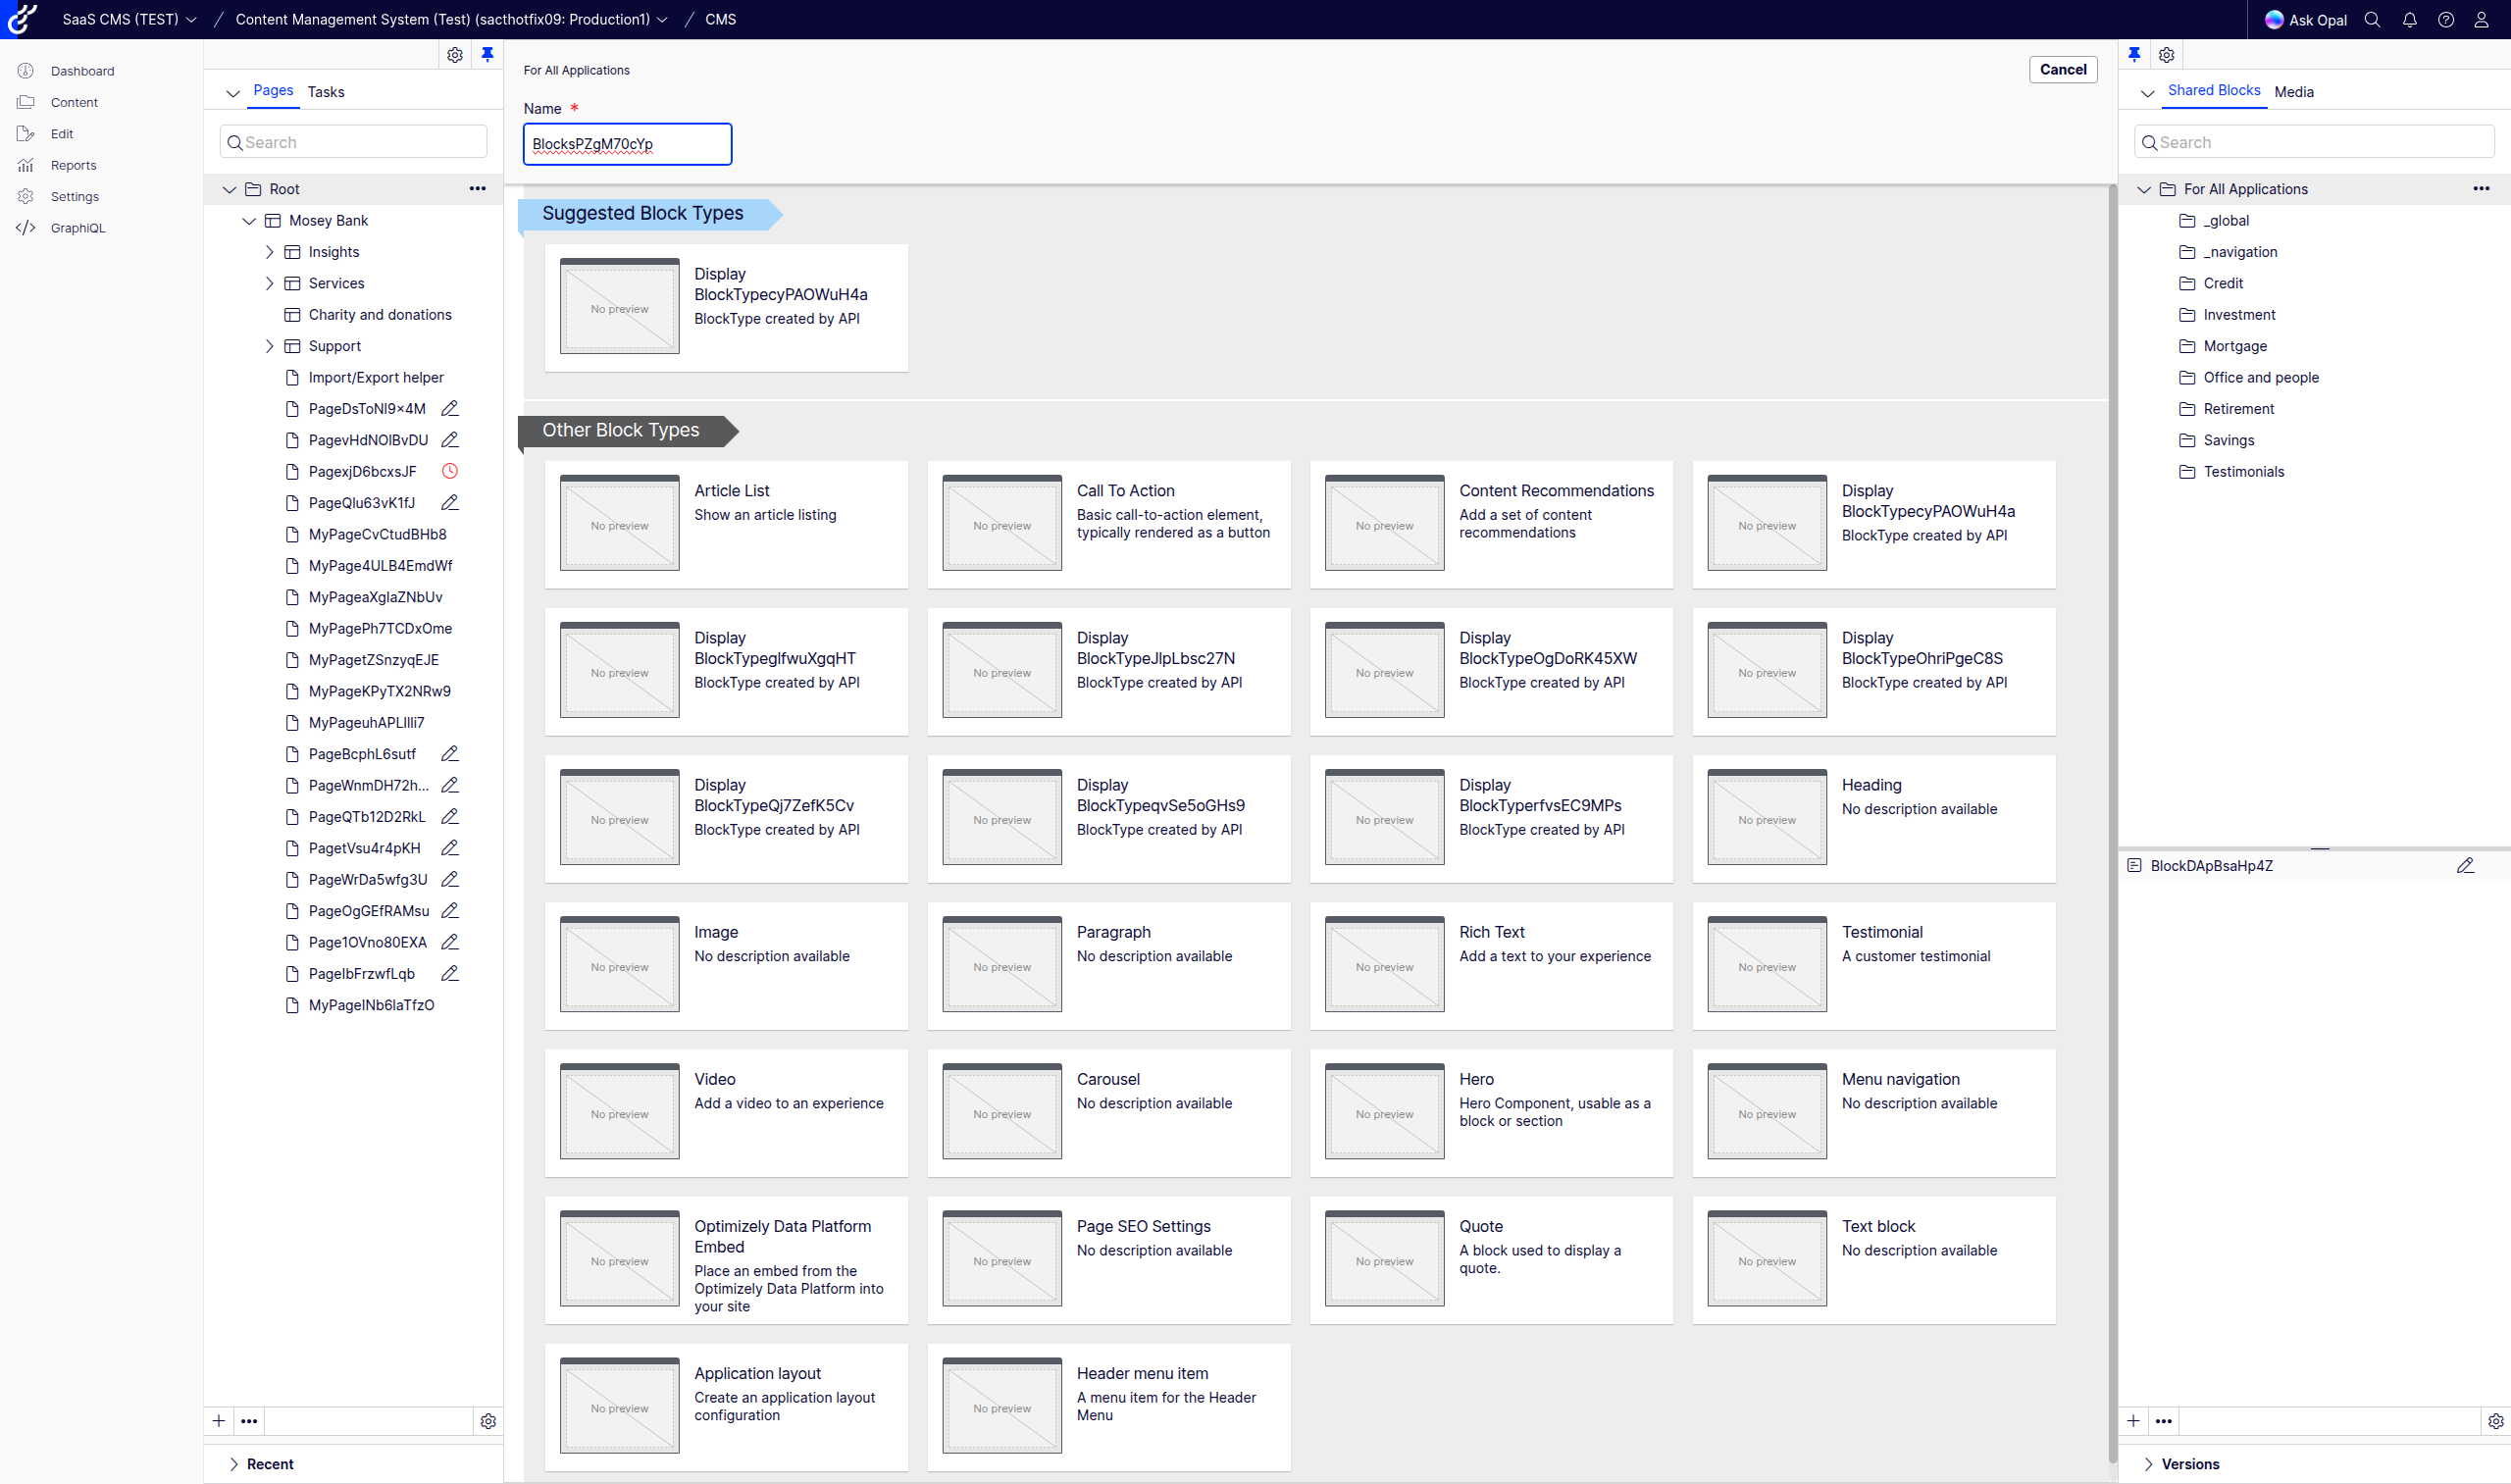 SaaS CMS (TEST) / Content Management System (Test) (sacthotfix09: Production1) / CMS
Ask Opal
Dashboard
Content
Edit
Reports
Settings
GraphiQL
Pages Tasks
Search
Root
Mosey Bank
Insights
Services
Charity and donations
Support
Import/Export helper
PageDsToNl9×4M
PagevHdNOlBvDU
PagexjD6bcxsJF
PageQlu63vK1fJ
MyPageCvCtudBHb8
MyPage4ULB4EmdWf
MyPageaXglaZNbUv
MyPagePh7TCDxOme
MyPagetZSnzyqEJE
MyPageKPyTX2NRw9
MyPageuhAPLIlli7
PageBcphL6sutf
PageWnmDH72h...
PageQTb12D2RkL
PagetVsu4r4pKH
PageWrDa5wfg3U
PageOgGEfRAMsu
Page1OVno80EXA
PageIbFrzwfLqb
MyPageINb6laTfzO
Recent
For All Applications
Cancel
Name *
BlocksPZgM70cYp
Suggested Block Types
No preview
Display
BlockTypecyPAOWuH4a
BlockType created by API
Other Block Types
No preview
Article List
Show an article listing
No preview
Call To Action
Basic call-to-action element,
typically rendered as a button
No preview
Content Recommendations
Add a set of content
recommendations
No preview
Display
BlockTypecyPAOWuH4a
BlockType created by API
No preview
Display
BlockTypeglfwuXgqHT
BlockType created by API
No preview
Display
BlockTypeJlpLbsc27N
BlockType created by API
No preview
Display
BlockTypeOgDoRK45XW
BlockType created by API
No preview
Display
BlockTypeOhriPgeC8S
BlockType created by API
No preview
Display
BlockTypeQj7ZefK5Cv
BlockType created by API
No preview
Display
BlockTypeqvSe5oGHs9
BlockType created by API
No preview
Display
BlockTyperfvsEC9MPs
BlockType created by API
No preview
Heading
No description available
No preview
Image
No description available
No preview
Paragraph
No description available
No preview
Rich Text
Add a text to your experience
No preview
Testimonial
A customer testimonial
No preview
Video
Add a video to an experience
No preview
Carousel
No description available
No preview
Hero
Hero Component, usable as a
block or section
No preview
Menu navigation
No description available
No preview
Optimizely Data Platform
Embed
Place an embed from the
Optimizely Data Platform into
your site
No preview
Page SEO Settings
No description available
No preview
Quote
A block used to display a
quote.
No preview
Text block
No description available
No preview
Application layout
Create an application layout
configuration
No preview
Header menu item
A menu item for the Header
Menu
Shared Blocks Media
Search
For All Applications
_global
_navigation
Credit
Investment
Mortgage
Office and people
Retirement
Savings
Testimonials
BlockDApBsaHp4Z
Versions